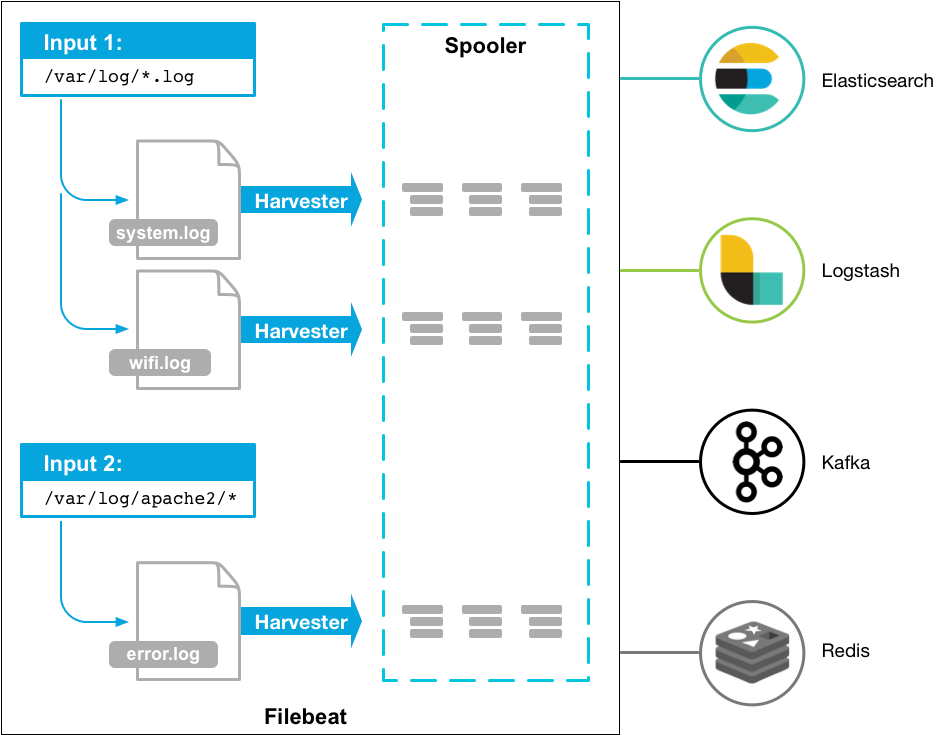 Input 1:
/var/log/*.log
Spooler
system.log
Harvester
wifi.log
Harvester
Input 2:
/var/log/apache2/*
error.log
Harvester
Filebeat
Elasticsearch
Logstash
Kafka
Redis